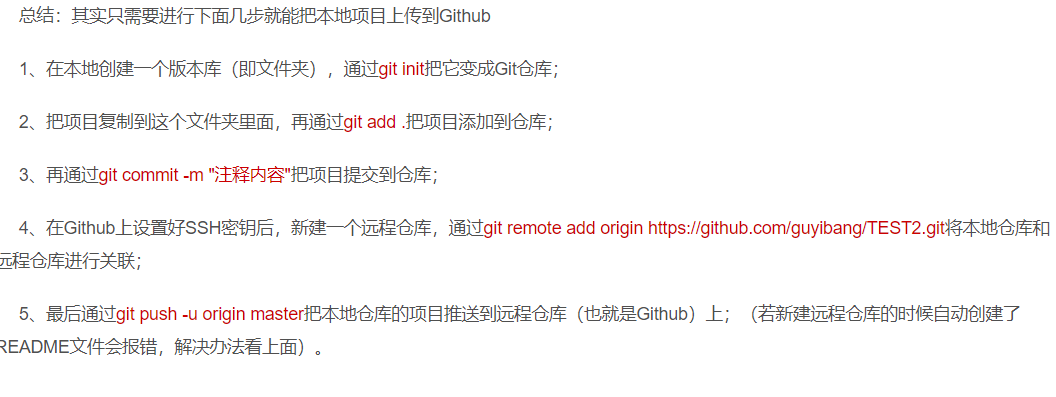 总结：其实只需要进行下面几步就能把本地项目上传到Github
1、在本地创建一个版本库（即文件夹），通过git init把它变成Git仓库；
2、把项目复制到这个文件夹里面，再通过git add .把项目添加到仓库；
3、再通过git commit -m "注释内容"把项目提交到仓库；
4、在Github上设置好SSH密钥后，新建一个远程仓库，通过git remote add origin https://github.com/guyibang/TEST2.git将本地仓库和
远程仓库进行关联；
5、最后通过git push -u origin master把本地仓库的项目推送到远程仓库（也就是Github）上；（若新建远程仓库的时候自动创建了
README文件会报错，解决办法看上面）。